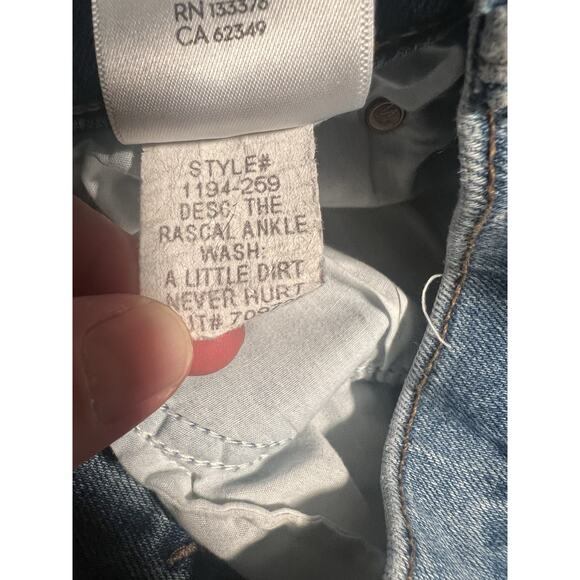 RN 133378
CA 62349
STYLE#
1194-259
DESC: THE
RASCAL ANKLE
WASH:
A LITTLE DIRT
NEVER HURT